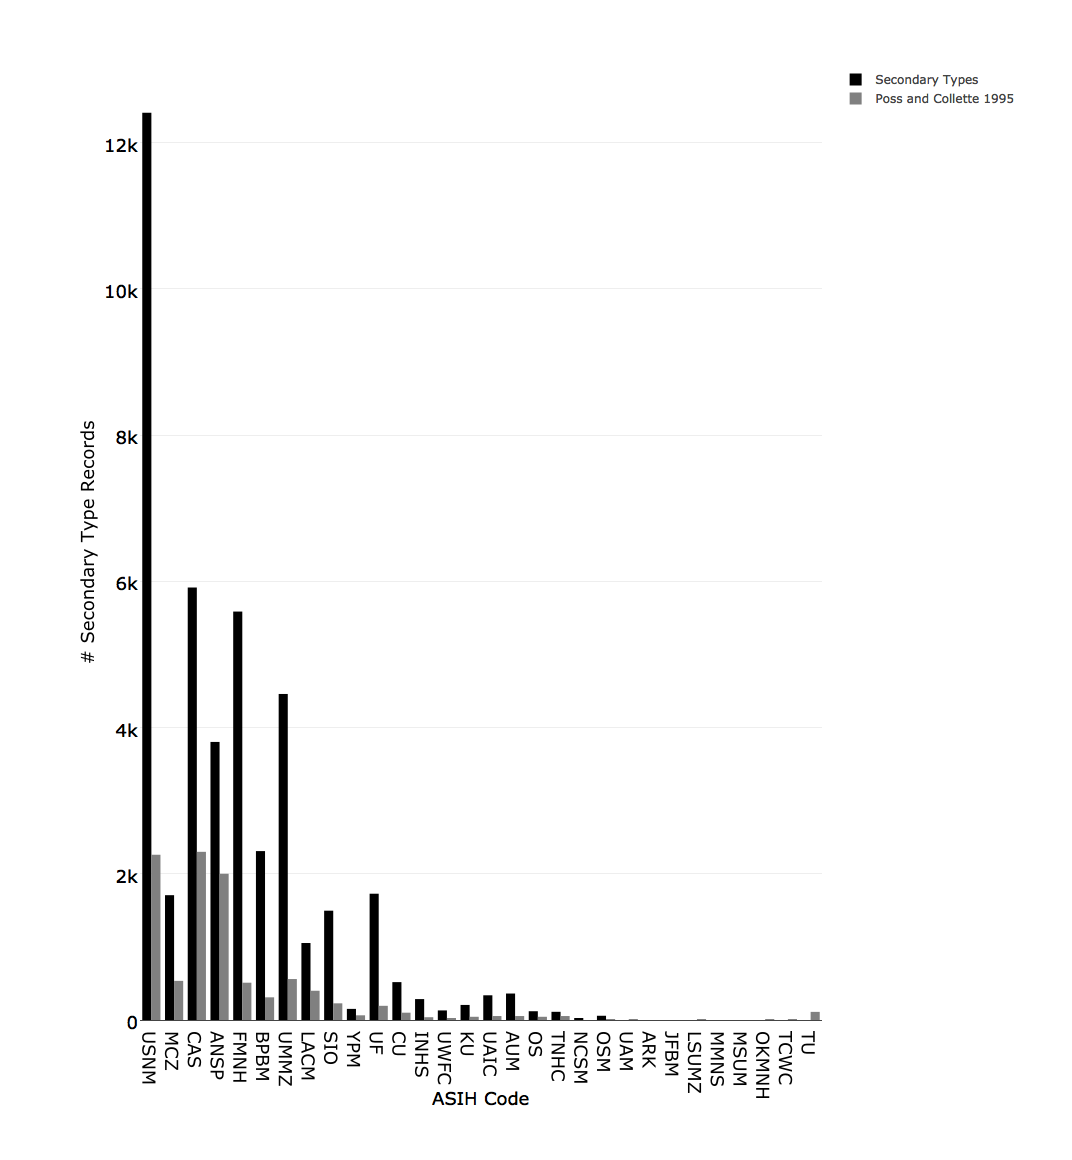 Secondary Types
Poss and Collette 1995
12k
10k
8k
6k
4k
2k
0
# Secondary Type Records
USNM
MCZ
CAS
ANSP
FMNH
BPBM
UMMZ
LACM
SIO
YPM
UF
CU
INHS
UWFC
KU
UAIC
AUM
OS
TNHC
NCSM
OSM
UAM
ARK
JFBM
LSUMZ
MMNS
MSUM
OKMNH
TCWC
TU
ASIH Code